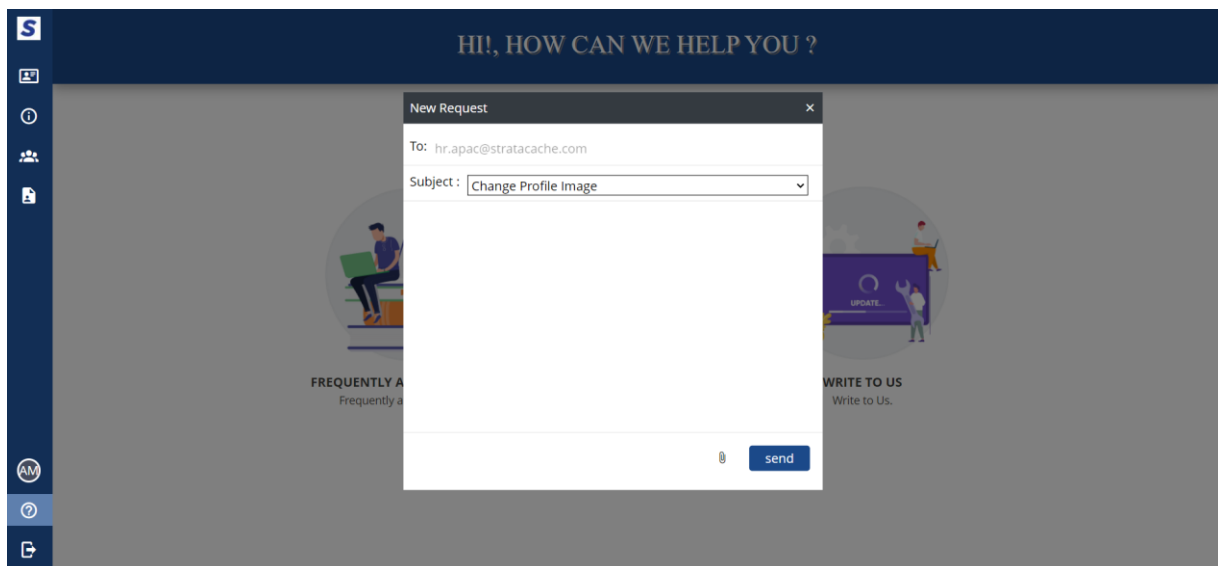 S
HI!, HOW CAN WE HELP YOU ?
New Request ×
To: hr.apac@stratacache.com
Subject : Change Profile Image
UPDATE...
FREQUENTLY A
Frequently a
WRITE TO US
Write to Us.
send
AM